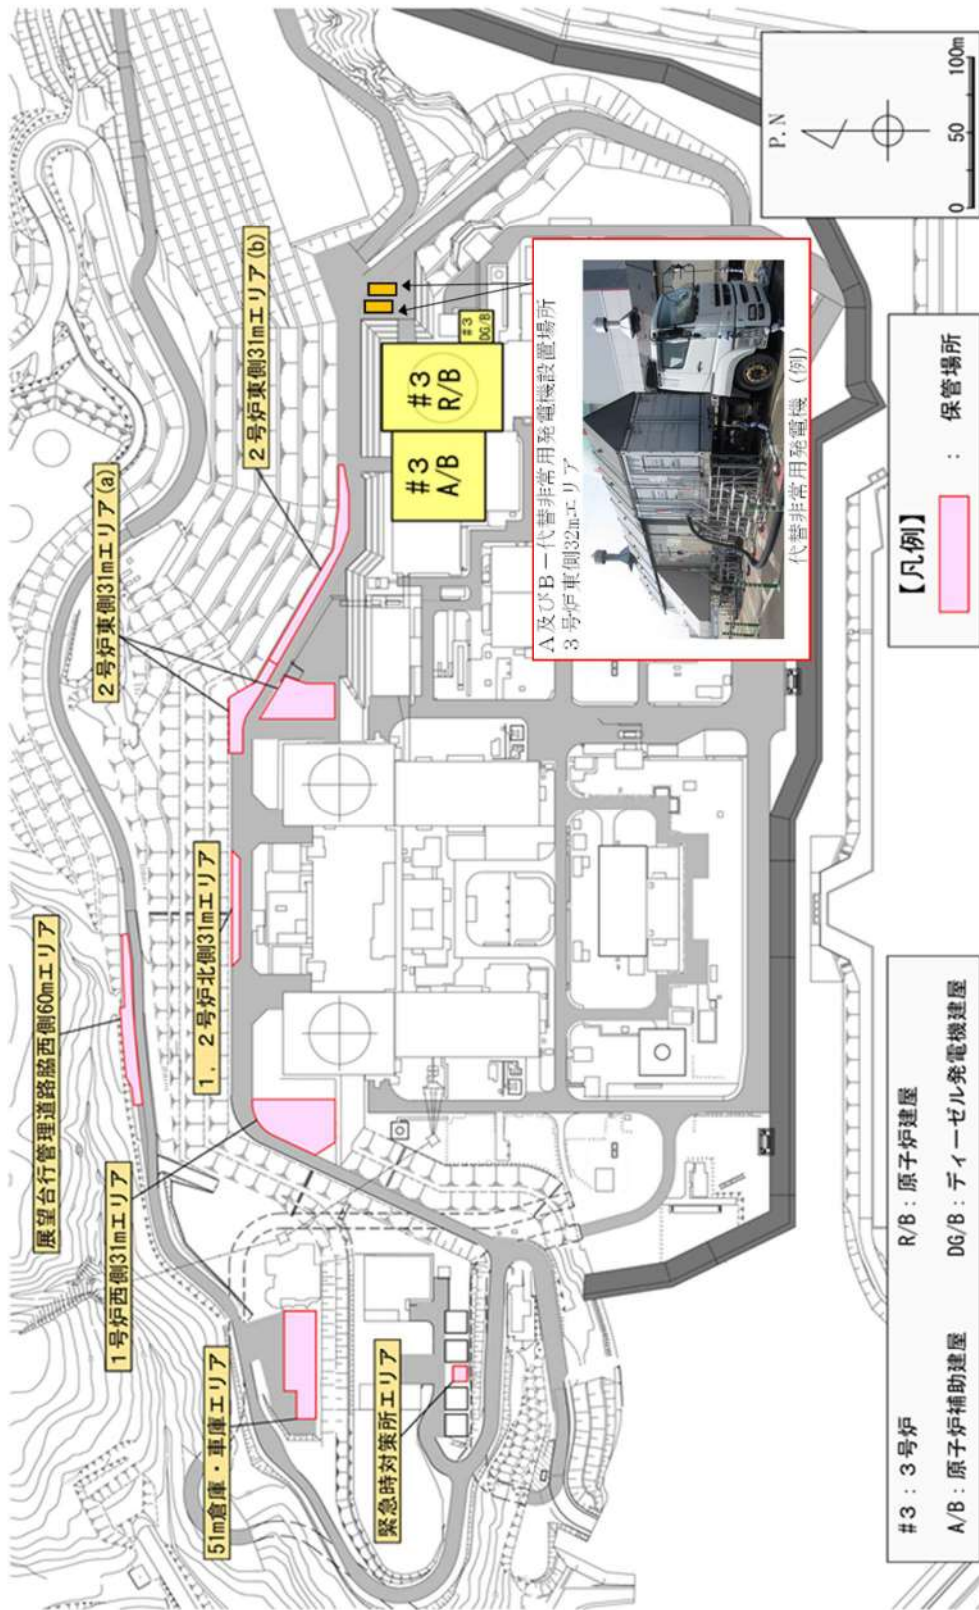 展望台行管理道路脇西側60mエリア
1号炉西側31mエリア
51m倉庫・車庫エリア
緊急時対策所エリア
1．2号炉北側31mエリア
2号炉東側31mエリア(a)
2号炉東側31mエリア(b)
#3
A/B
#3
R/B
#3
DG/B
A及びB－代替非常用発電機設置場所
3号炉東側32mエリア
代替非常用発電機（例）
P.N
0 50 100m
【凡例】
： 保管場所
#3：3号炉 R/B：原子炉建屋
A/B：原子炉補助建屋 DG/B：ディーゼル発電機建屋